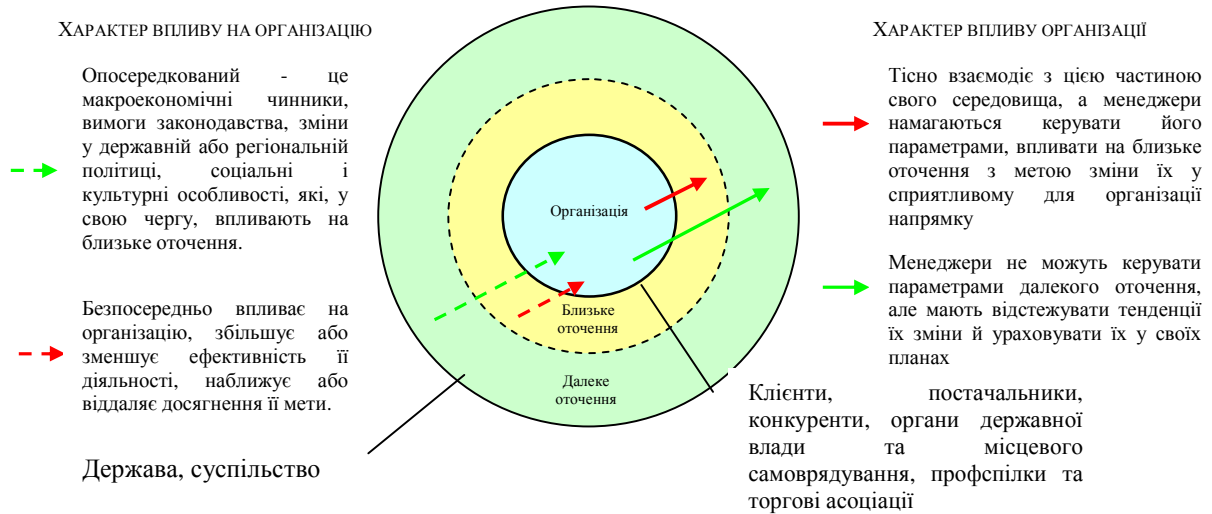 ХАРАКТЕР ВПЛИВУ НА ОРГАНІЗАЦІЮ
Опосередкований - це
макроекономічні чинники,
вимоги законодавства, зміни
у державній або регіональній
політиці, соціальні і
культурні особливості, які, у
свою чергу, впливають на
близьке оточення.
Безпосередньо впливає на
організацію, збільшує або
зменшує ефективність її
діяльності, наближує або
віддаляє досягнення її мети.
Держава, суспільство
Організація
Близьке
оточення
Далеке
оточення
ХАРАКТЕР ВПЛИВУ ОРГАНІЗАЦІЇ
Тісно взаємодіє з цією частиною
свого середовища, а менеджери
намагаються керувати його
параметрами, впливати на близьке
оточення з метою зміни їх у
сприятливому для організації
напрямку
Менеджери не можуть керувати
параметрами далекого оточення,
але мають відстежувати тенденції
їх зміни й ураховувати їх у своїх
планах
Клієнти, постачальники,
конкуренти, органи державної
влади та місцевого
самоврядування, профспілки та
торгові асоціації